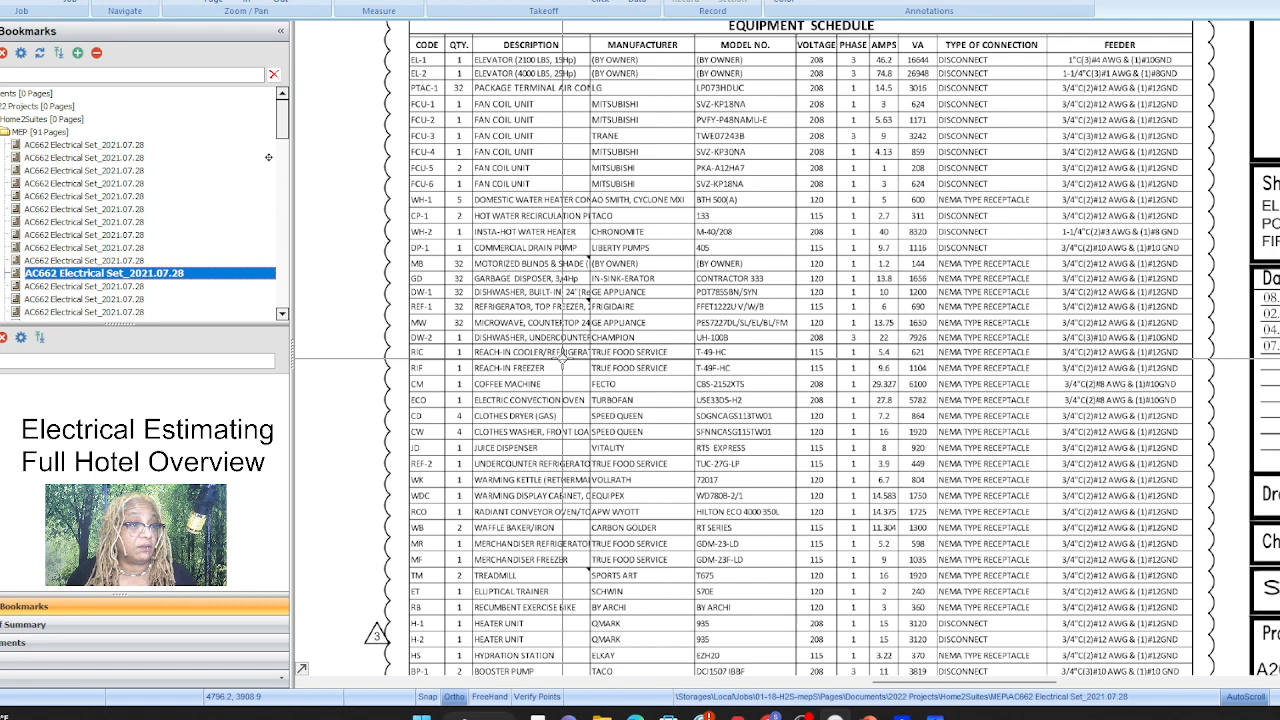 Job
Navigate
Zoom / Pan
Measure
Takeoff
Record
Annotations
Bookmarks
22 Projects [0 Pages]
Home2Suites [0 Pages]
MEP [91 Pages]
AC662 Electrical Set_2021.07.28
AC662 Electrical Set_2021.07.28
AC662 Electrical Set_2021.07.28
AC662 Electrical Set_2021.07.28
AC662 Electrical Set_2021.07.28
AC662 Electrical Set_2021.07.28
AC662 Electrical Set_2021.07.28
AC662 Electrical Set_2021.07.28
AC662 Electrical Set_2021.07.28
AC662 Electrical Set_2021.07.28
AC662 Electrical Set_2021.07.28
AC662 Electrical Set_2021.07.28
AC662 Electrical Set_2021.07.28
AC662 Electrical Set_2021.07.28
Electrical Estimating
Full Hotel Overview
Bookmarks
of Summary
EQUIPMENT SCHEDULE
CODE QTY. DESCRIPTION MANUFACTURER MODEL NO. VOLTAGE PHASE AMPS VA TYPE OF CONNECTION FEEDER
EL-1 1 ELEVATOR (2100 LBS, 15Hp) (BY OWNER) (BY OWNER) 208 3 46.2 16644 DISCONNECT 1"C(3)#1 AWG & (1)#10GND
EL-2 1 ELEVATOR (4000 LBS, 25Hp) (BY OWNER) (BY OWNER) 208 3 74.8 26948 DISCONNECT 1-1/4"C(3)#1 AWG & (1)#8GND
PTAC-1 32 PACKAGE TERMINAL AIR CON LG LP073HDUC 208 1 14.5 3016 DISCONNECT 3/4"C(2)#12 AWG & (1)#12GND
FCU-1 1 FAN COIL UNIT MITSUBISHI SVZ-KP18NA 208 1 3 624 DISCONNECT 3/4"C(2)#12 AWG & (1)#12GND
FCU-2 1 FAN COIL UNIT MITSUBISHI PVFY-P48NAMU-E 208 1 5.63 1171 DISCONNECT 3/4"C(2)#12 AWG & (1)#12GND
FCU-3 1 FAN COIL UNIT TRANE TWE07243B 208 3 9 3242 DISCONNECT 3/4"C(2)#12 AWG & (1)#12GND
FCU-4 1 FAN COIL UNIT MITSUBISHI SVZ-KP30NA 208 1 4.13 859 DISCONNECT 3/4"C(2)#12 AWG & (1)#12GND
FCU-5 2 FAN COIL UNIT MITSUBISHI PKA-A12HA7 208 1 1 208 DISCONNECT 3/4"C(2)#12 AWG & (1)#12GND
FCU-6 1 FAN COIL UNIT MITSUBISHI SVZ-KP18NA 208 1 3 624 DISCONNECT 3/4"C(2)#12 AWG & (1)#12GND
WH-1 5 DOMESTIC WATER HEATER CON AO SMITH, CYCLONE MXI BTH 500(A) 120 1 5 600 NEMA TYPE RECEPTACLE 3/4"C(2)#12 AWG & (1)#12GND
CP-1 2 HOT WATER RECIRCULATION PU TACO 133 115 1 2.7 311 DISCONNECT 3/4"C(2)#12 AWG & (1)#12GND
WH-2 1 INSTA-HOT WATER HEATER CHRONOMITE M-40/208 208 1 40 8320 DISCONNECT 1-1/4"C(2)#3 AWG & (1)#8 GND
DP-1 1 COMMERCIAL DRAIN PUMP LIBERTY PUMPS 405 115 1 9.7 1116 DISCONNECT 3/4"C(2)#10 AWG & (1)#10 GND
MB 32 MOTORIZED BLINDS & SHADE (BY OWNER) (BY OWNER) 120 1 1.2 144 NEMA TYPE RECEPTACLE 3/4"C(2)#12 AWG & (1)#12GND
GD 32 GARBAGE DISPOSER, 3/4Hp IN-SINK-ERATOR CONTRACTOR 333 120 1 13.8 1656 NEMA TYPE RECEPTACLE 3/4"C(2)#12 AWG & (1)#12GND
DW-1 32 DISHWASHER, BUILT-IN 24"(Re GE APPLIANCE PDT785SBN/SYN 120 1 10 1200 NEMA TYPE RECEPTACLE 3/4"C(2)#12 AWG & (1)#12GND
REF-1 32 REFRIGERATOR, TOP FREEZER, FRIGIDAIRE FFET1222U V/W/B 115 1 6 690 NEMA TYPE RECEPTACLE 3/4"C(2)#12 AWG & (1)#12GND
MW 32 MICROWAVE, COUNTERTOP 24 GE APPLIANCE PES7227DL/SL/EL/BL/FM 120 1 13.75 1650 NEMA TYPE RECEPTACLE 3/4"C(2)#12 AWG & (1)#12GND
DW-2 1 DISHWASHER, UNDERCOUNTER CHAMPION UH-100B 208 3 22 7926 NEMA TYPE RECEPTACLE 3/4"C(2)#12 AWG & (1)#12GND
RIC 1 REACH-IN COOLER/REFRIGERAT TRUE FOOD SERVICE T-49-HC 115 1 5.4 621 NEMA TYPE RECEPTACLE 3/4"C(2)#12 AWG & (1)#12GND
RIF 1 REACH-IN FREEZER TRUE FOOD SERVICE T-49F-HC 115 1 9.6 1104 NEMA TYPE RECEPTACLE 3/4"C(2)#12 AWG & (1)#12GND
CM 1 COFFEE MACHINE FECTO CBS-2152XTS 208 1 29.327 6100 NEMA TYPE RECEPTACLE 3/4"C(2)#8 AWG & (1)#10GND
ECO 1 ELECTRIC CONVECTION OVEN TURBOFAN USE33D5-H2 208 1 27.8 5782 NEMA TYPE RECEPTACLE 3/4"C(2)#8 AWG & (1)#10GND
CD 4 CLOTHES DRYER (GAS) SPEED QUEEN SDGNCAGS113TW01 120 1 7.2 864 NEMA TYPE RECEPTACLE 3/4"C(2)#12 AWG & (1)#12GND
CW 4 CLOTHES WASHER, FRONT LOA SPEED QUEEN SFNNCASG115TW01 120 1 16 1920 NEMA TYPE RECEPTACLE 3/4"C(2)#12 AWG & (1)#12GND
JD 1 JUICE DISPENSER VITALITY RTS EXPRESS 115 1 8 920 NEMA TYPE RECEPTACLE 3/4"C(2)#12 AWG & (1)#12GND
REF-2 1 UNDERCOUNTER REFRIGERATO TRUE FOOD SERVICE TUC-27G-LP 115 1 3.9 449 NEMA TYPE RECEPTACLE 3/4"C(2)#12 AWG & (1)#12GND
WK 1 WARMING KETTLE (RETHERMAL VOLLRATH 72017 120 1 6.7 804 NEMA TYPE RECEPTACLE 3/4"C(2)#12 AWG & (1)#12GND
WDC 1 WARMING DISPLAY CABINET, C EQUIPEX WD780B-2/1 120 1 14.583 1750 NEMA TYPE RECEPTACLE 3/4"C(2)#12 AWG & (1)#12GND
RCO 1 RADIANT CONVEYOR OVEN/TO APW WYOTT HILTON ECO 4000 350L 120 1 14.375 1725 NEMA TYPE RECEPTACLE 3/4"C(2)#12 AWG & (1)#12GND
WB 2 WAFFLE BAKER/IRON CARBON GOLDER RT SERIES 115 1 11.304 1300 NEMA TYPE RECEPTACLE 3/4"C(2)#12 AWG & (1)#12GND
MR 1 MERCHANDISER REFRIGERATO TRUE FOOD SERVICE GDM-23-LD 115 1 5.2 598 NEMA TYPE RECEPTACLE 3/4"C(2)#12 AWG & (1)#12GND
MF 1 MERCHANDISER FREEZER TRUE FOOD SERVICE GDM-23F-LD 115 1 9 1035 NEMA TYPE RECEPTACLE 3/4"C(2)#12 AWG & (1)#12GND
TM 2 TREADMILL SPORTS ART T675 120 1 16 1920 NEMA TYPE RECEPTACLE 3/4"C(2)#12 AWG & (1)#12GND
ET 1 ELLIPTICAL TRAINER SCHWIN 570E 120 1 2 240 NEMA TYPE RECEPTACLE 3/4"C(2)#12 AWG & (1)#12GND
RB 1 RECUMBENT EXERCISE BIKE BY ARCHI BY ARCHI 120 1 3 360 NEMA TYPE RECEPTACLE 3/4"C(2)#12 AWG & (1)#12GND
H-1 1 HEATER UNIT QMARK 935 208 1 15 3120 DISCONNECT 3/4"C(2)#12 AWG & (1)#12GND
H-2 1 HEATER UNIT QMARK 935 208 1 15 3120 DISCONNECT 3/4"C(2)#12 AWG & (1)#12GND
HS 1 HYDRATION STATION ELKAY EZH20 115 1 3.22 370 NEMA TYPE RECEPTACLE 3/4"C(2)#12 AWG & (1)#12GND
BP-1 2 BOOSTER PUMP TACO DCI1507 IBBF 208 3 11 3819 DISCONNECT 3/4"C(3)#10 AWG & (1)#10 GND
3
4796.2, 3908.9 Snap Ortho FreeHand Verify Points \Storages\LocalJobs\01-18-H2S-mepS\Pages\Documents\2022 Projects\Home2Suites\MEP\AC662 Electrical Set_2021.07.28 AutoScroll